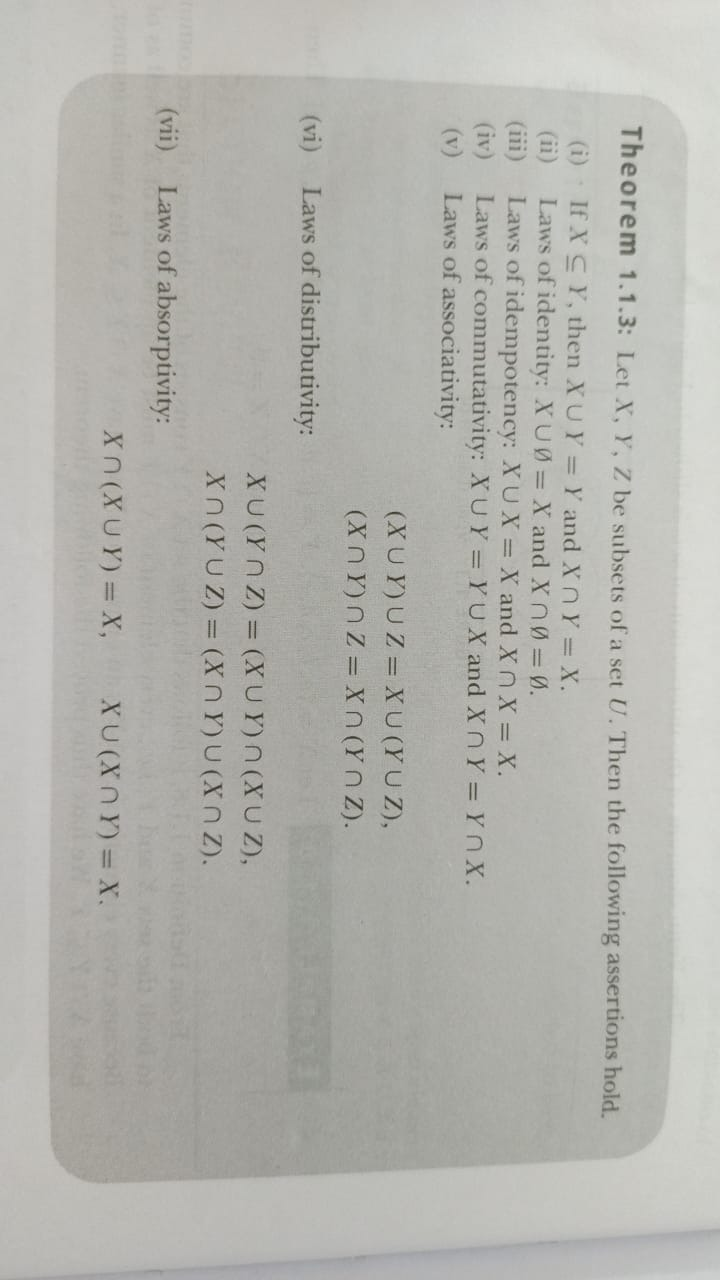 Theorem 1.1.3: Let X, Y, Z be subsets of a set U. Then the following assertions hold.
(i) If X ⊆ Y, then X ∪ Y = Y and X ∩ Y = X.
(ii) Laws of identity: X ∪ Ø = X and X ∩ Ø = Ø.
(iii) Laws of idempotency: X ∪ X = X and X ∩ X = X.
(iv) Laws of commutativity: X ∪ Y = Y ∪ X and X ∩ Y = Y ∩ X.
(v) Laws of associativity:
(X ∪ Y) ∪ Z = X ∪ (Y ∪ Z),
(X ∩ Y) ∩ Z = X ∩ (Y ∩ Z).
(vi) Laws of distributivity:
X ∪ (Y ∩ Z) = (X ∪ Y) ∩ (X ∪ Z),
X ∩ (Y ∪ Z) = (X ∩ Y) ∪ (X ∩ Z).
(vii) Laws of absorptivity:
X ∩ (X ∪ Y) = X, X ∪ (X ∩ Y) = X.